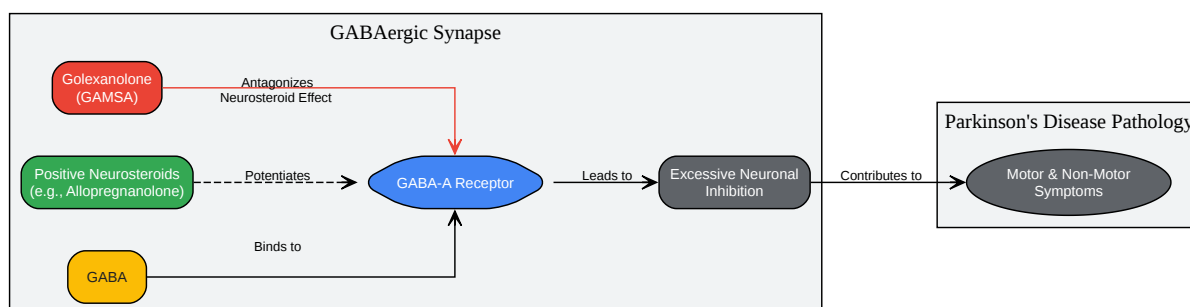 GABAergic Synapse
Golexanolone
(GAMSA)
Antagonizes
Neurosteroid Effect
Parkinson's Disease Pathology
Positive Neurosteroids
(e.g., Allopregnanolone)
Potentiates
GABA-A Receptor
Leads to
Excessive Neuronal
Inhibition
Contributes to
Motor & Non-Motor
Symptoms
Binds to
GABA